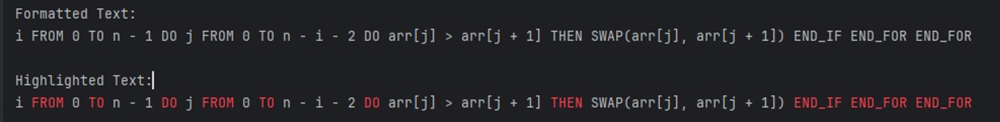 Formatted Text:
i FROM 0 TO n - 1 DO j FROM 0 TO n - i - 2 DO arr[j] > arr[j + 1] THEN SWAP(arr[j], arr[j + 1]) END_IF END_FOR END_FOR
Highlighted Text:
i FROM 0 TO n - 1 DO j FROM 0 TO n - i - 2 DO arr[j] > arr[j + 1] THEN SWAP(arr[j], arr[j + 1]) END_IF END_FOR END_FOR